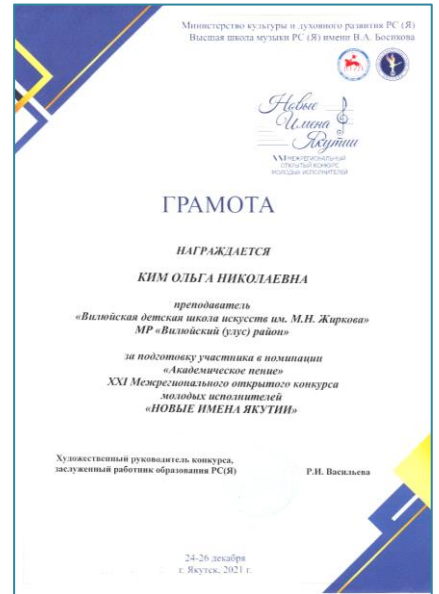 Министерство культуры и духовного развития РС (Я)
Высшая школа музыки РС (Я) имени В.А. Босикова
Новые
Имена
Якутии
XXI МЕЖРЕГИОНАЛЬНЫЙ
ОТКРЫТЫЙ КОНКУРС
МОЛОДЫХ ИСПОЛНИТЕЛЕЙ
ГРАМОТА
НАГРАЖДАЕТСЯ
КИМ ОЛЬГА НИКОЛАЕВНА
преподаватель
«Вилюйская детская школа искусств им. М.Н. Жиркова»
МР «Вилюйский (улус) район»
за подготовку участника в номинации
«Академическое пение»
XXI Межрегионального открытого конкурса
молодых исполнителей
«НОВЫЕ ИМЕНА ЯКУТИИ»
Художественный руководитель конкурса,
заслуженный работник образования РС(Я) Р.И. Васильева
24-26 декабря
г. Якутск, 2021 г.